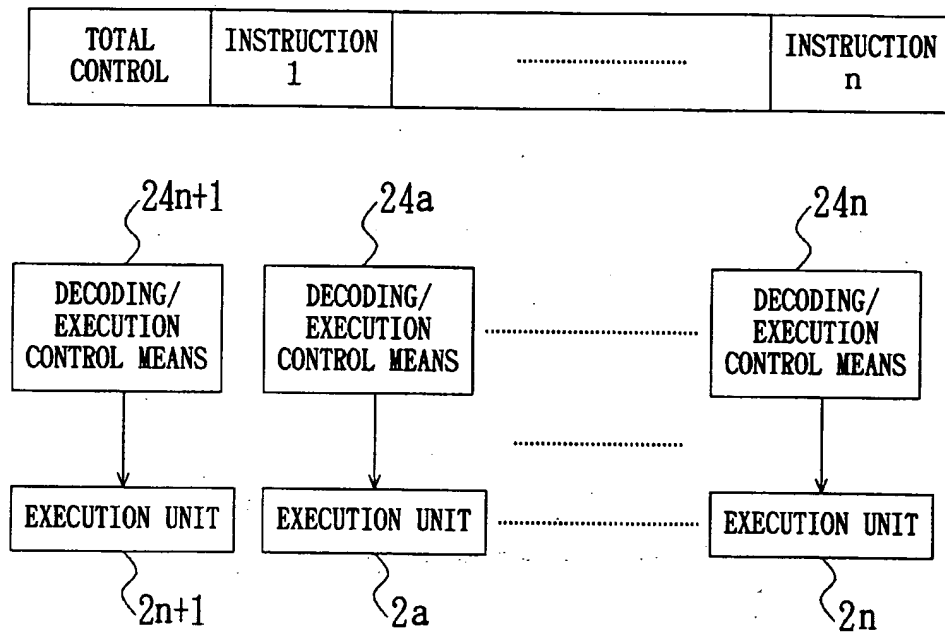 TOTAL CONTROL
INSTRUCTION 1
INSTRUCTION n
24n+1
24a
24n
DECODING/
EXECUTION
CONTROL MEANS
DECODING/
EXECUTION
CONTROL MEANS
DECODING/
EXECUTION
CONTROL MEANS
EXECUTION UNIT
EXECUTION UNIT
EXECUTION UNIT
2n+1
2a
2n